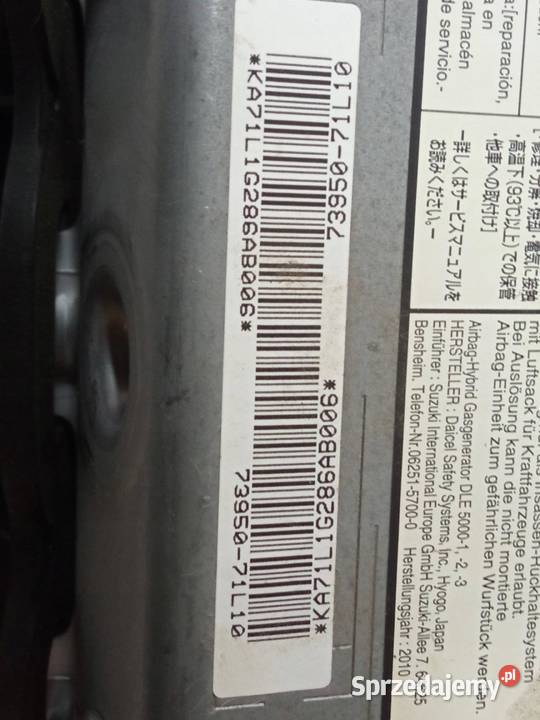 *KA71L1G286AB006*
73950-71L10
73950-71L10
*KA71L1G286AB006*
a:[reparación,
a en
almacén
de servicio.-
・高温下(93℃以上)での保管
・他車への取付け]
ー詳しくはサービスマニュアルを
お読みください。ー
als Insassen-Rückhaltesystem
mit Luftsack für Kraftfahrzeuge erlaubt.
Bei Auslösung kann die nicht montierte
Airbag-Einheit zum gefährlichen Wurfstück werden.
Airbag-Hybrid Gasgenerator DLE 5000-1, -2, -3
HERSTELLER : Daicel Safety Systems, Inc., Hyogo, Japan
Einführer : Suzuki International Europe GmbH Suzuki-Allee 7,
Bensheim. Telefon-Nr.06251-5700-0 Herstellungsjahr : 2010
Sprzedajemy.pl